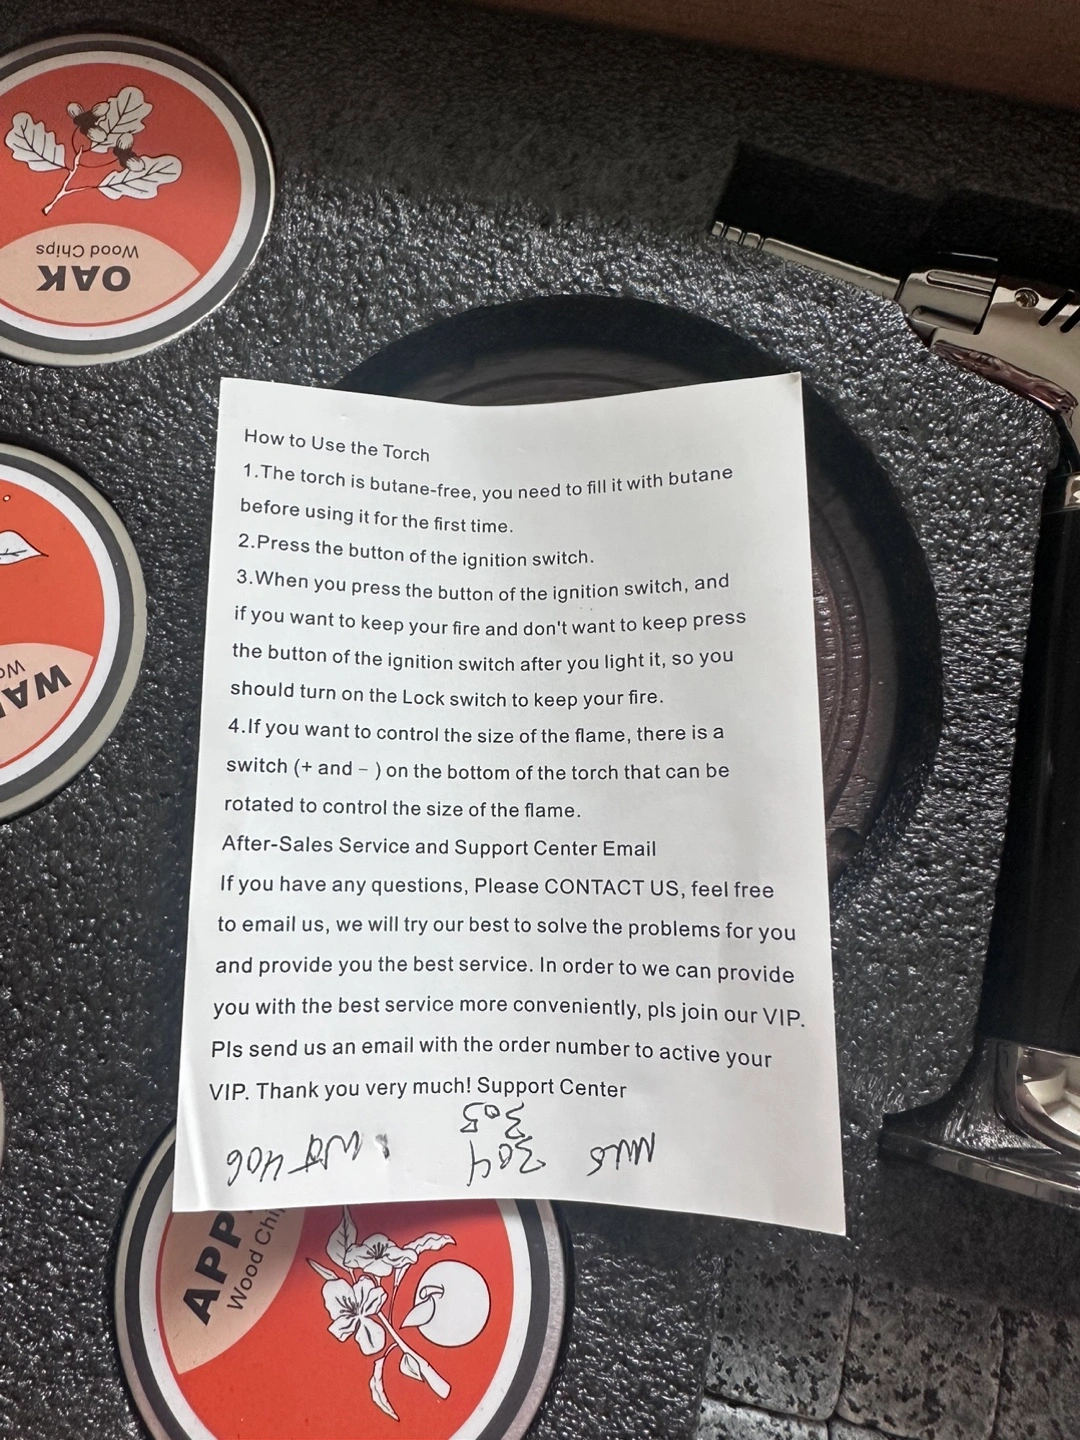 OAK
Wood Chips
WA
Wo
How to Use the Torch
1.The torch is butane-free, you need to fill it with butane
before using it for the first time.
2.Press the button of the ignition switch.
3.When you press the button of the ignition switch, and
if you want to keep your fire and don't want to keep press
the button of the ignition switch after you light it, so you
should turn on the Lock switch to keep your fire.
4.If you want to control the size of the flame, there is a
switch (+ and - ) on the bottom of the torch that can be
rotated to control the size of the flame.
After-Sales Service and Support Center Email
If you have any questions, Please CONTACT US, feel free
to email us, we will try our best to solve the problems for you
and provide you the best service. In order to we can provide
you with the best service more conveniently, pls join our VIP.
Pls send us an email with the order number to active your
VIP. Thank you very much! Support Center
305
304
406
APP
Wood Chi